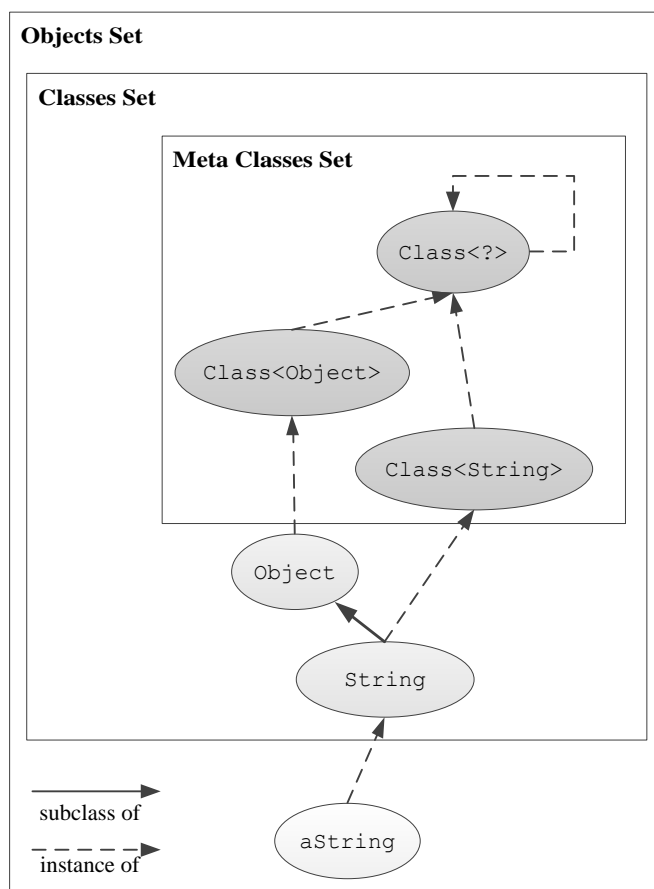 Objects Set
Classes Set
Meta Classes Set
Class<?>
Class<Object>
Class<String>
Object
String
subclass of
aString
instance of